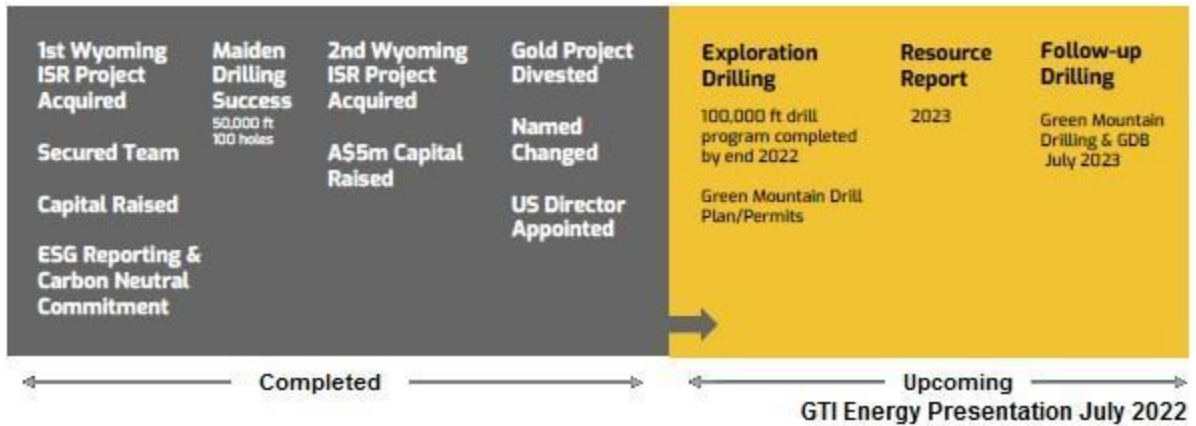 1st Wyoming
ISR Project
Acquired
Secured Team
Capital Raised
ESG Reporting &
Carbon Neutral
Commitment
Maiden
Drilling
Success
50,000 ft
100 holes
2nd Wyoming
ISR Project
Acquired
A$5m Capital
Raised
Gold Project
Divested
Named
Changed
US Director
Appointed
Exploration
Drilling
100,000 ft drill
program completed
by end 2022
Green Mountain Drill
Plan/Permits
Resource
Report
2023
Follow-up
Drilling
Green Mountain
Drilling & GDB
July 2023
Completed
Upcoming
GTI Energy Presentation July 2022